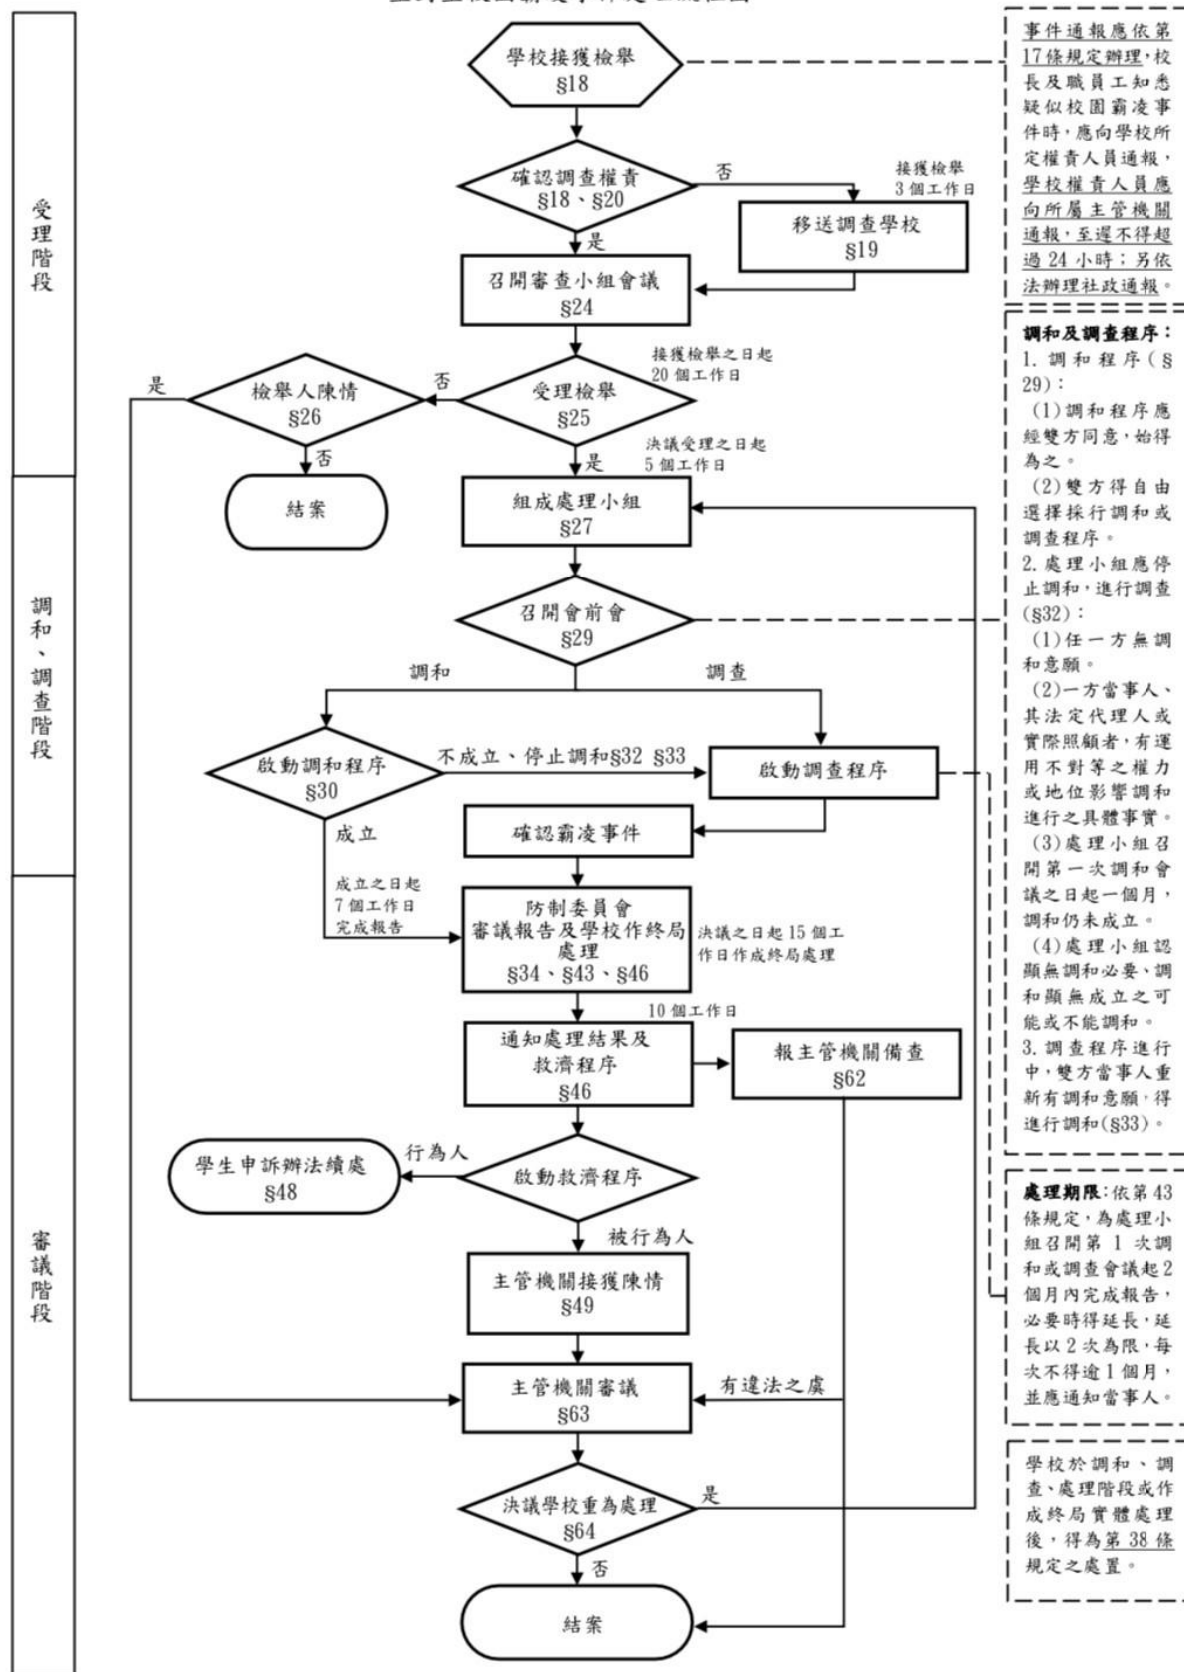 學校接獲檢舉
§18
確認調查權責
§18、§20
否
接獲檢舉
3個工作日
移送調查學校
§19
是
召開審查小組會議
§24
接獲檢舉之日起
20個工作日
受理檢舉
§25
否
檢舉人陳情
§26
是
否
結案
決議受理之日起
5個工作日
是
組成處理小組
§27
召開會前會
§29
調和
調查
啟動調和程序
§30
不成立、停止調和§32 §33
啟動調查程序
成立
確認霸凌事件
成立之日起
7個工作日
完成報告
防制委員會
審議報告及學校作終局
處理
§34、§43、§46
決議之日起15個工
作日作成終局處理
10個工作日
通知處理結果及
救濟程序
§46
報主管機關備查
§62
啟動救濟程序
行為人
學生申訴辦法續處
§48
被行為人
主管機關接獲陳情
§49
主管機關審議
§63
有違法之虞
決議學校重為處理
§64
是
否
結案
受理階段
調和、調查階段
審議階段
事件通報應依第
17條規定辦理,校
長及職員工知悉
疑似校園霸凌事
件時,應向學校所
定權責人員通報,
學校權責人員應
向所屬主管機關
通報,至遲不得超
過24小時;另依
法辦理社政通報。
調和及調查程序:
1.調和程序(§
29):
(1)調和程序應
經雙方同意,始得
為之。
(2)雙方得自由
選擇採行調和或
調查程序。
2.處理小組應停
止調和,進行調查
(§32):
(1)任一方無調
和意願。
(2)一方當事人、
其法定代理人或
實際照顧者,有運
用不對等之權力
或地位影響調和
進行之具體事實。
(3)處理小組召
開第一次調和會
議之日起一個月,
調和仍未成立。
(4)處理小組認
顯無調和必要、調
和顯無成立之可
能或不能調和。
3.調查程序進行
中,雙方當事人重
新有調和意願,得
進行調和(§33)。
處理期限:依第43
條規定,為處理小
組召開第1次調
和或調查會議起2
個月內完成報告,
必要時得延長,延
長以2次為限,每
次不得逾1個月,
並應通知當事人。
學校於調和、調
查、處理階段或作
成終局實體處理
後,得為第38條
規定之處置。